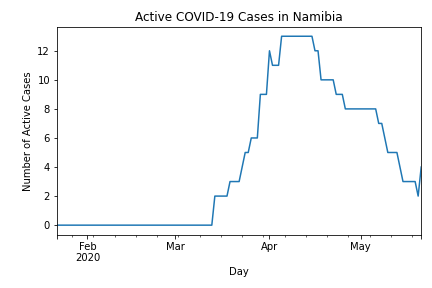 Active COVID-19 Cases in Namibia
12
10
8
6
4
2
0
Number of Active Cases
Feb
2020
Mar
Apr
May
Day